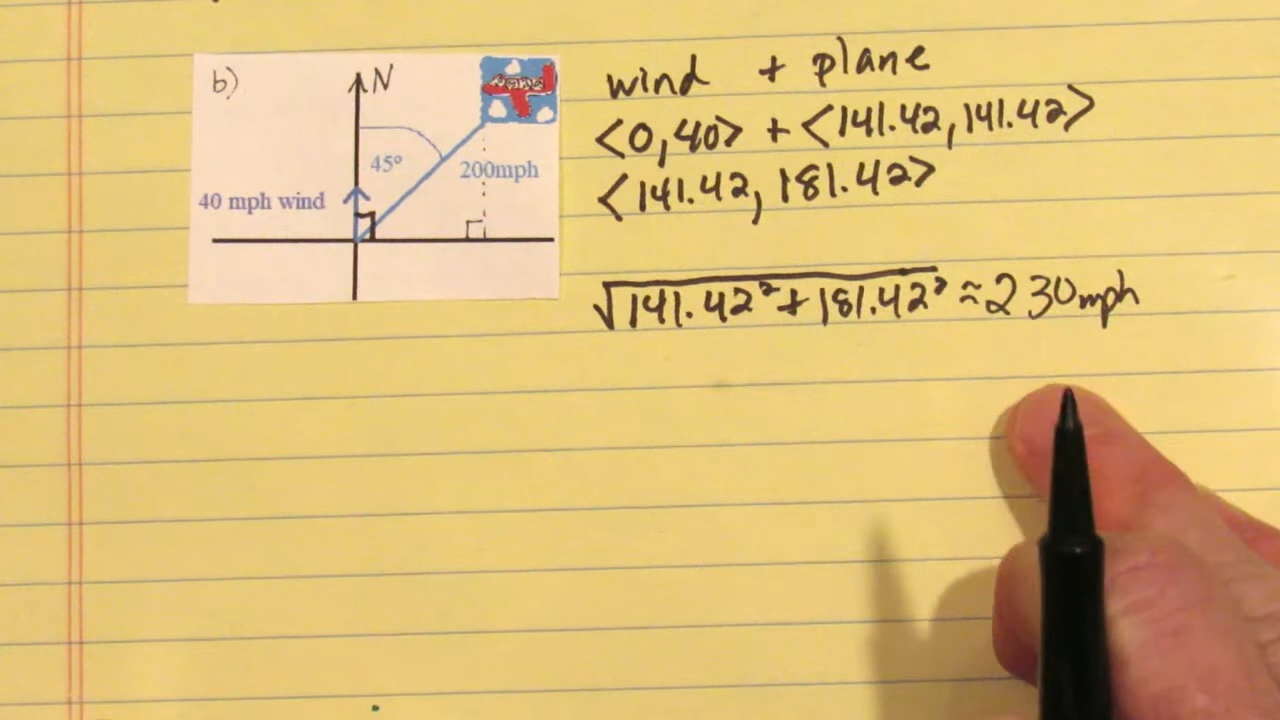 b)
N
45°
200mph
40 mph wind
wind + plane
<0,40> + <141.42, 141.42>
<141.42, 181.42>
√141.42² + 181.42² ≈ 230mph